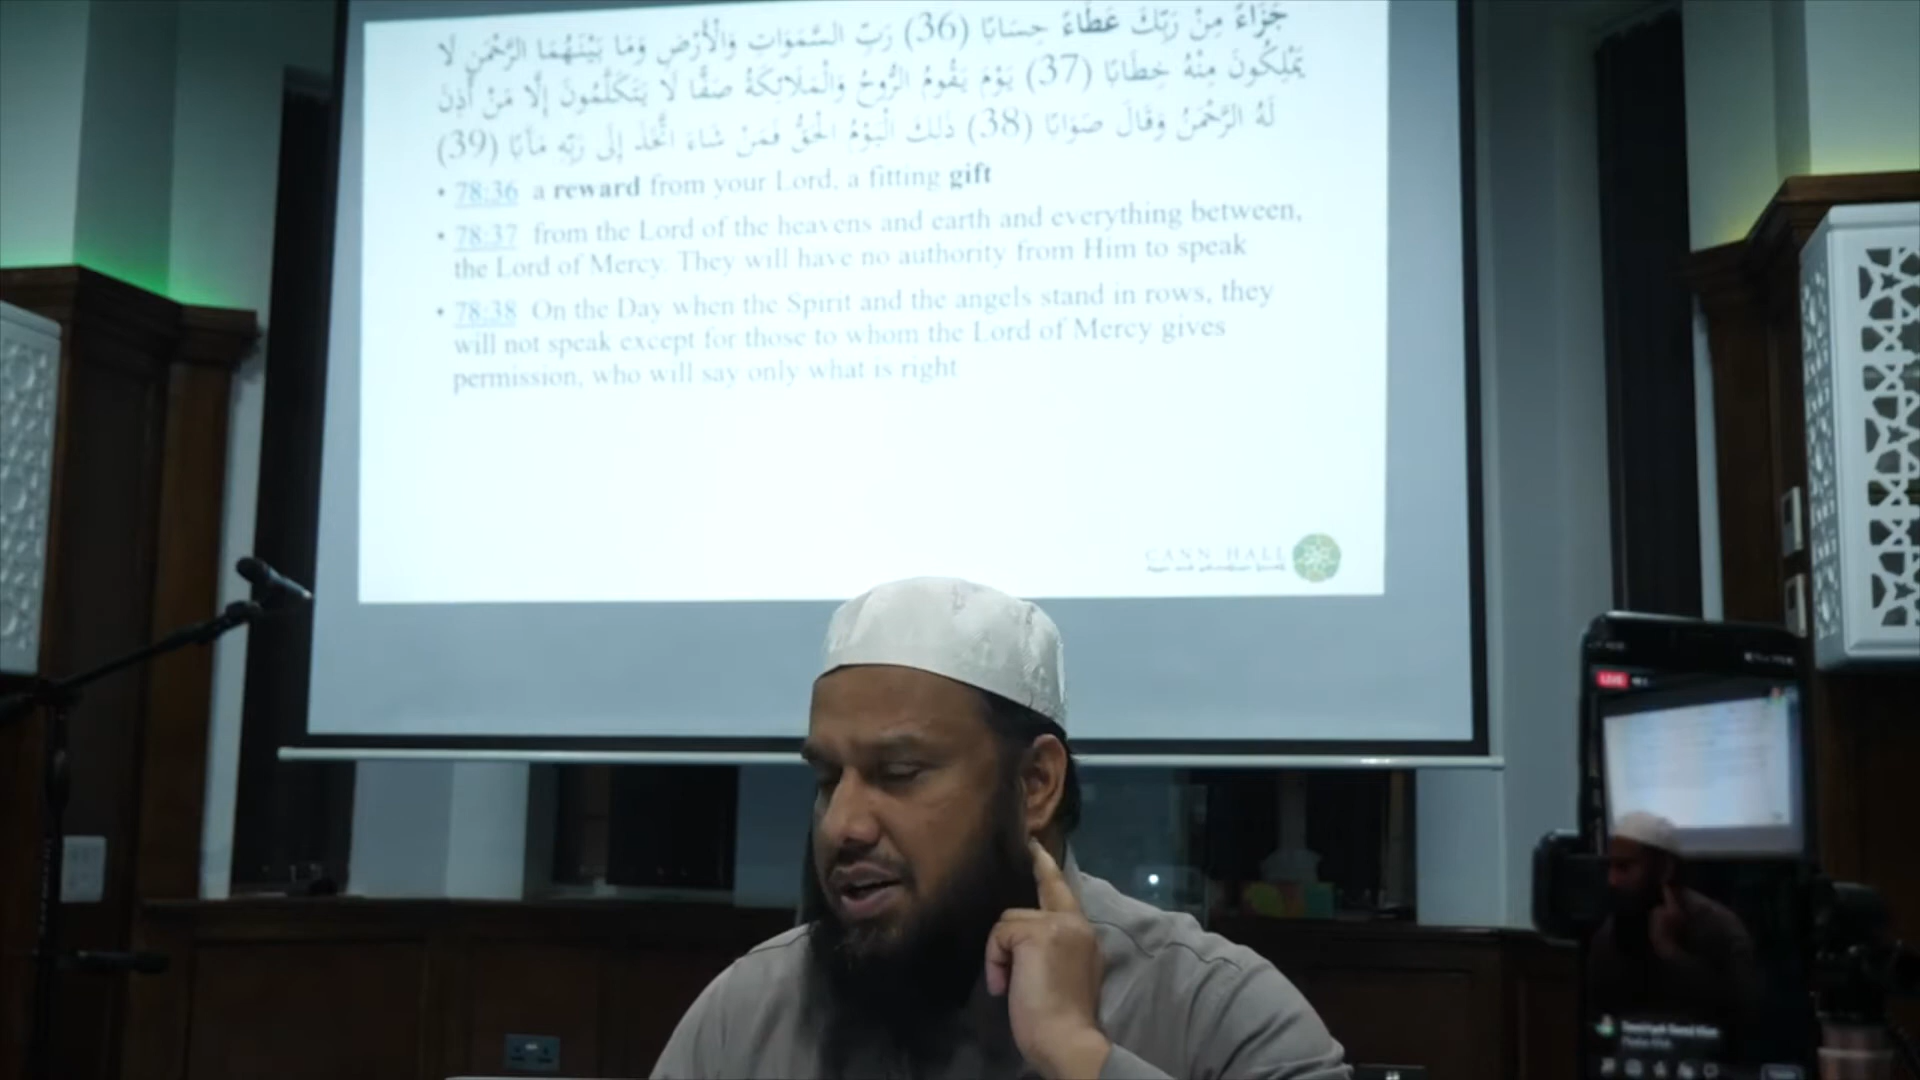 جَزَاءً مِنْ رَبِّكَ عَطَاءً حِسَابًا (36) رَبِّ السَّمَوَاتِ وَالْأَرْضِ وَمَا بَيْنَهُمَا الرَّحْمَنِ لَا
يَمْلِكُونَ مِنْهُ خِطَابًا (37) يَوْمَ يَقُومُ الرُّوحُ وَالْمَلَائِكَةُ صَفًّا لَا يَتَكَلَّمُونَ إِلَّا مَنْ أَذِنَ
لَهُ الرَّحْمَنُ وَقَالَ صَوَابًا (38) ذَلِكَ الْيَوْمُ الْحَقُّ فَمَنْ شَاءَ اتَّخَذَ إِلَى رَبِّهِ مَآبًا (39)
• 78:36 a reward from your Lord, a fitting gift
• 78:37 from the Lord of the heavens and earth and everything between,
the Lord of Mercy. They will have no authority from Him to speak
• 78:38 On the Day when the Spirit and the angels stand in rows, they
will not speak except for those to whom the Lord of Mercy gives
permission, who will say only what is right
CANN HALL
LIVE